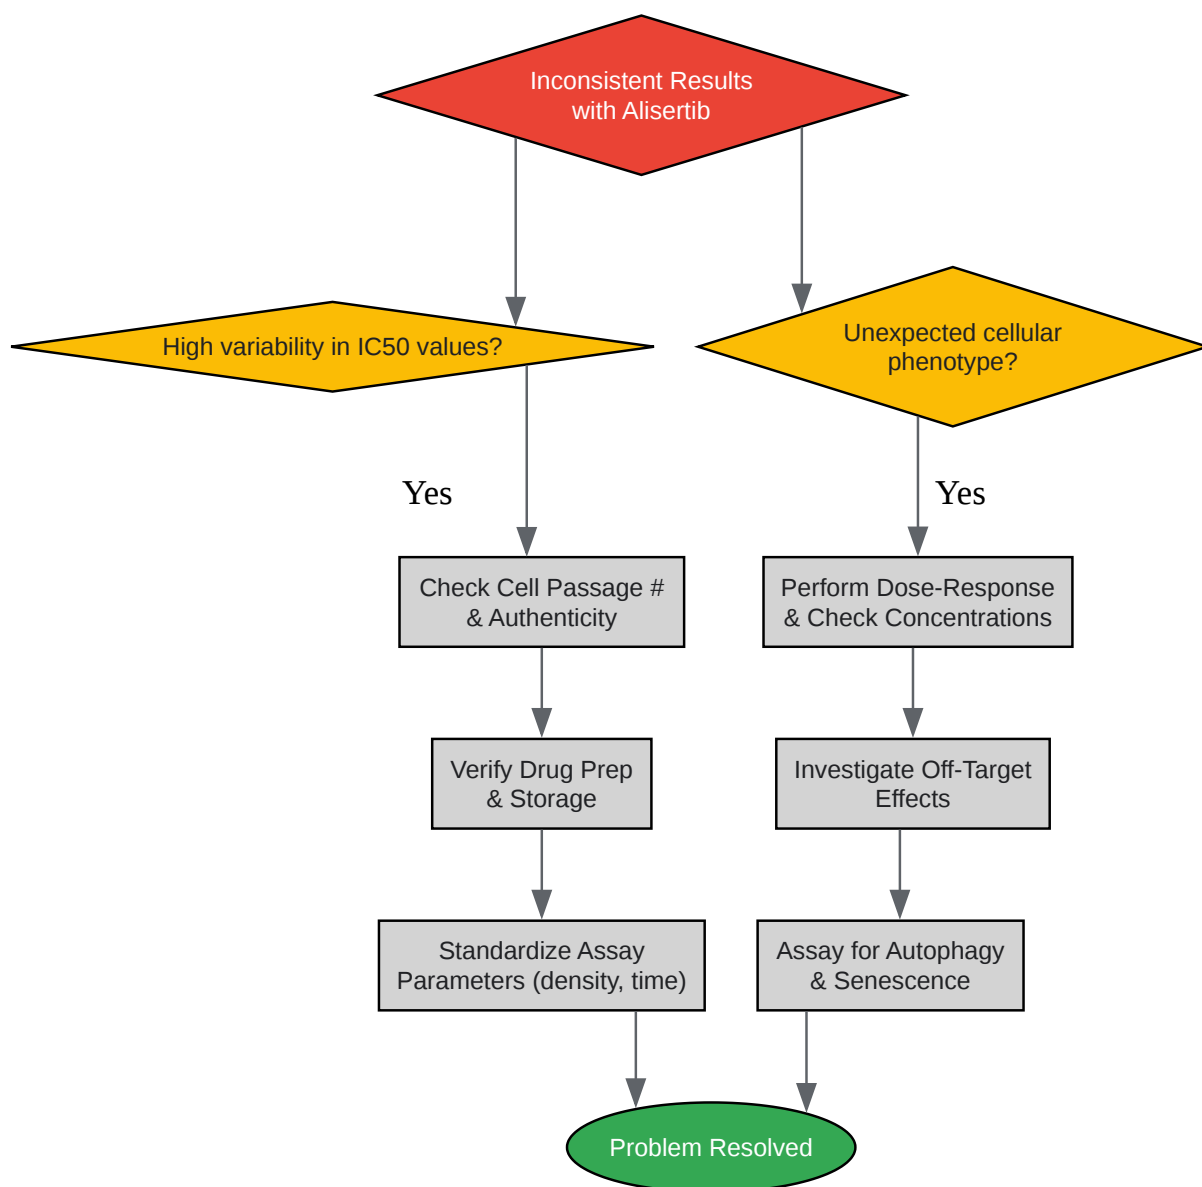 Inconsistent Results
with Alisertib
High variability in IC50 values?
Unexpected cellular
phenotype?
Yes
Yes
Check Cell Passage #
& Authenticity
Perform Dose-Response
& Check Concentrations
Verify Drug Prep
& Storage
Investigate Off-Target
Effects
Standardize Assay
Parameters (density, time)
Assay for Autophagy
& Senescence
Problem Resolved